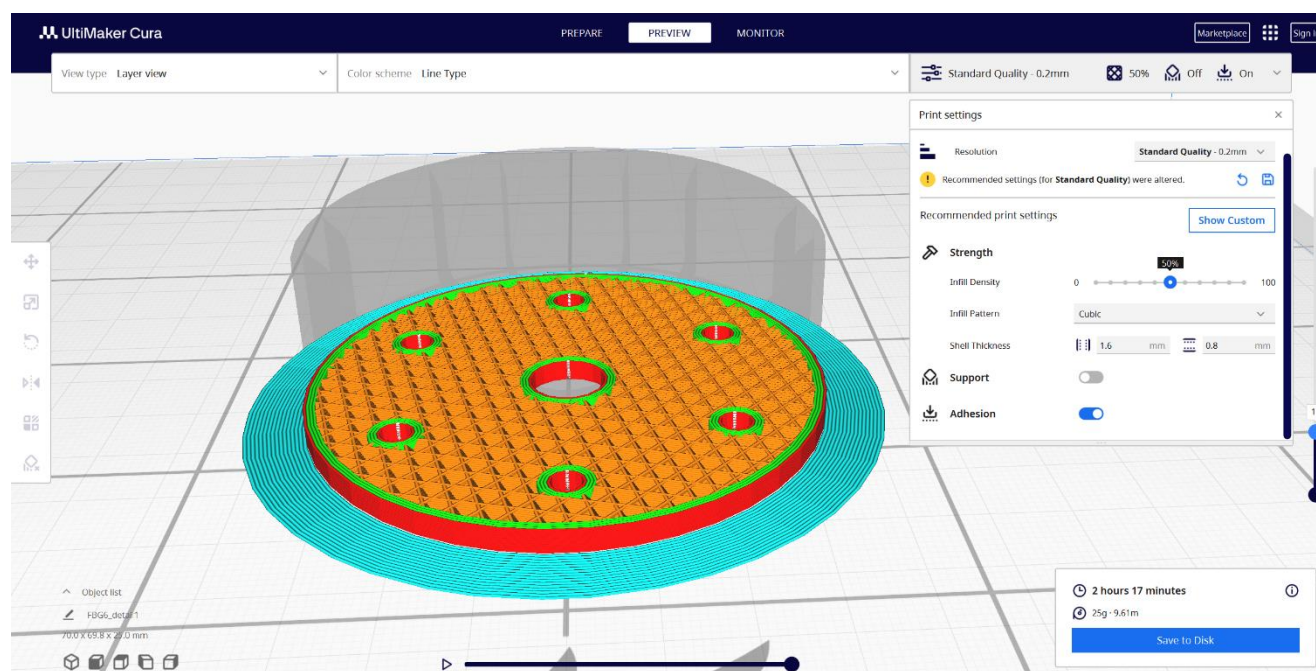 UltiMaker Cura
PREPARE
PREVIEW
MONITOR
Marketplace
Sign
View type Layer view
Color scheme Line Type
Standard Quality - 0.2mm
50%
Off
On
Print settings
Resolution
Standard Quality - 0.2mm
Recommended settings (for Standard Quality) were altered.
Recommended print settings
Show Custom
Strength
50%
Infill Density
0
100
Infill Pattern
Cubic
Shell Thickness
1.6 mm
0.8 mm
Support
Adhesion
Object list
FBG6_detal 1
70.0 x 69.8 x 25.0 mm
2 hours 17 minutes
25g · 9.61m
Save to Disk